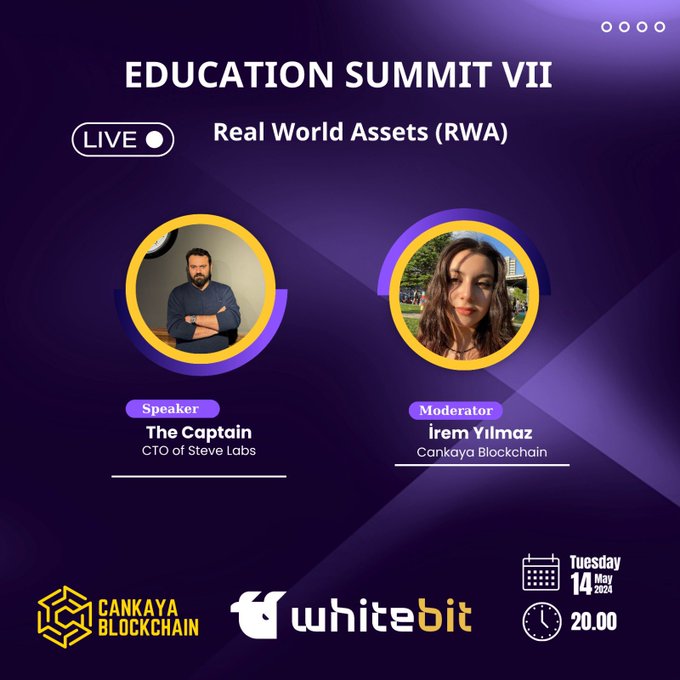 EDUCATION SUMMIT VII
LIVE
Real World Assets (RWA)
Speaker
The Captain
CTO of Steve Labs
Moderator
İrem Yılmaz
Cankaya Blockchain
CANKAYA
BLOCKCHAIN
whitebit
Tuesday
14 May
2024
20.00